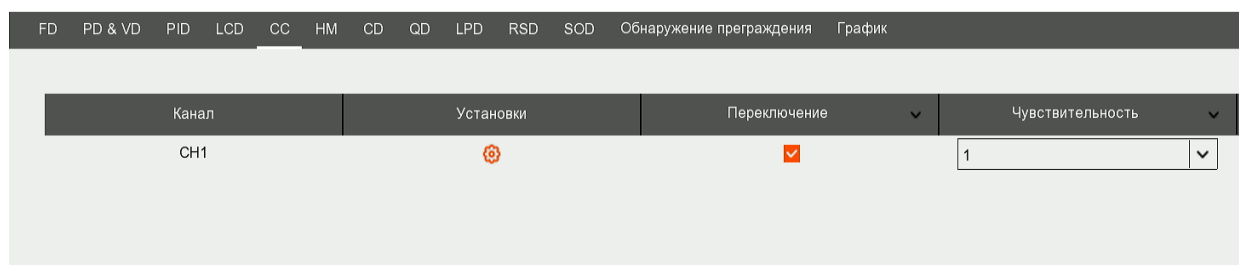 FD PD & VD PID LCD CC HM CD QD LPD RSD SOD Обнаружение преграждения График
Канал Установки Переключение Чувствительность
CH1 1